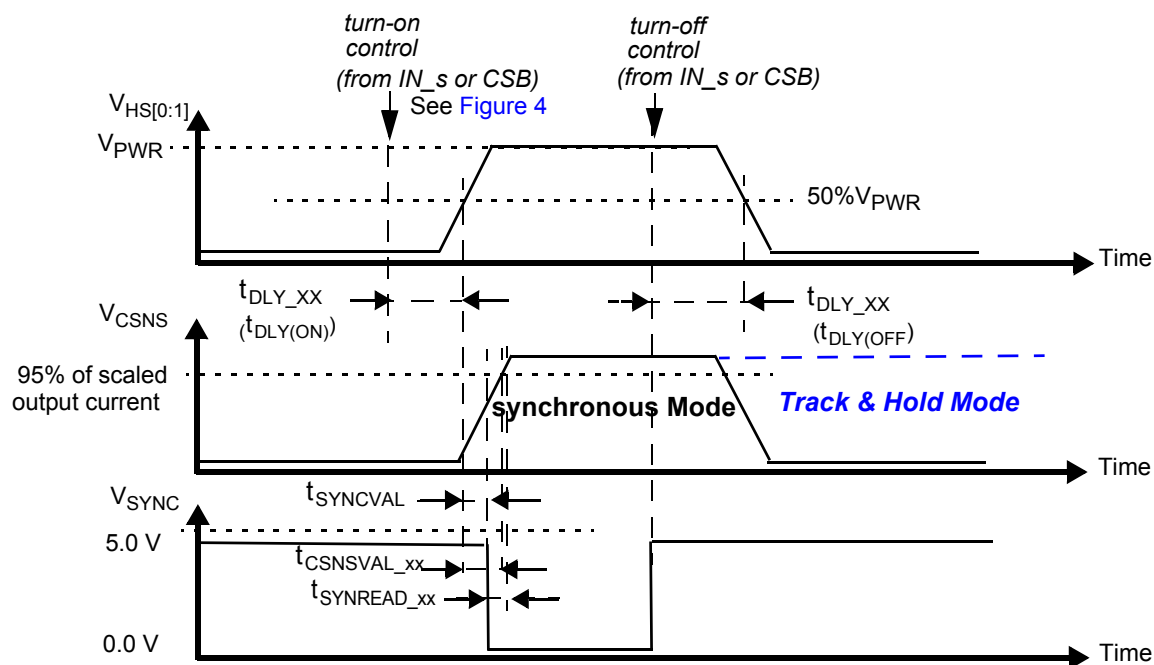 turn-on
control
(from IN_s or CSB)
See Figure 4
turn-off
control
(from IN_s or CSB)
VHS[0:1]
VPWR
50%VPWR
Time
tDLY_XX
(tDLY(ON))
tDLY_XX
(tDLY(OFF)
VCSNS
95% of scaled
output current
synchronous Mode
Track & Hold Mode
Time
tSYNCVAL
VSYNC
5.0 V
tCSNSVAL_xx
tSYNREAD_xx
0.0 V
Time